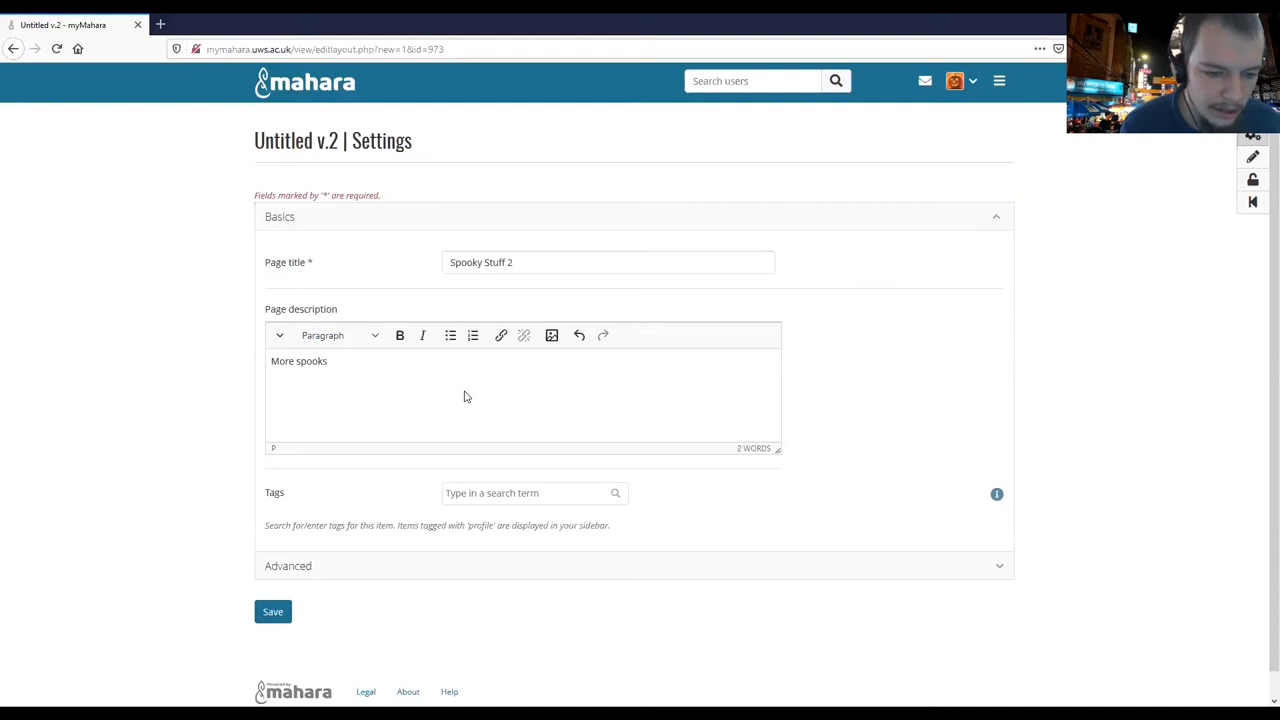 Untitled v.2 - myMahara
mymahara.uws.ac.uk/view/editlayout.php?new=1&id=973
mahara
Search users
Untitled v.2 | Settings
Fields marked by '*' are required.
Basics
Page title *
Spooky Stuff 2
Page description
Paragraph
B I
More spooks
P
2 WORDS
Tags
Type in a search term
Search for/enter tags for this item. Items tagged with 'profile' are displayed in your sidebar.
Advanced
Save
Powered by
mahara
Legal
About
Help